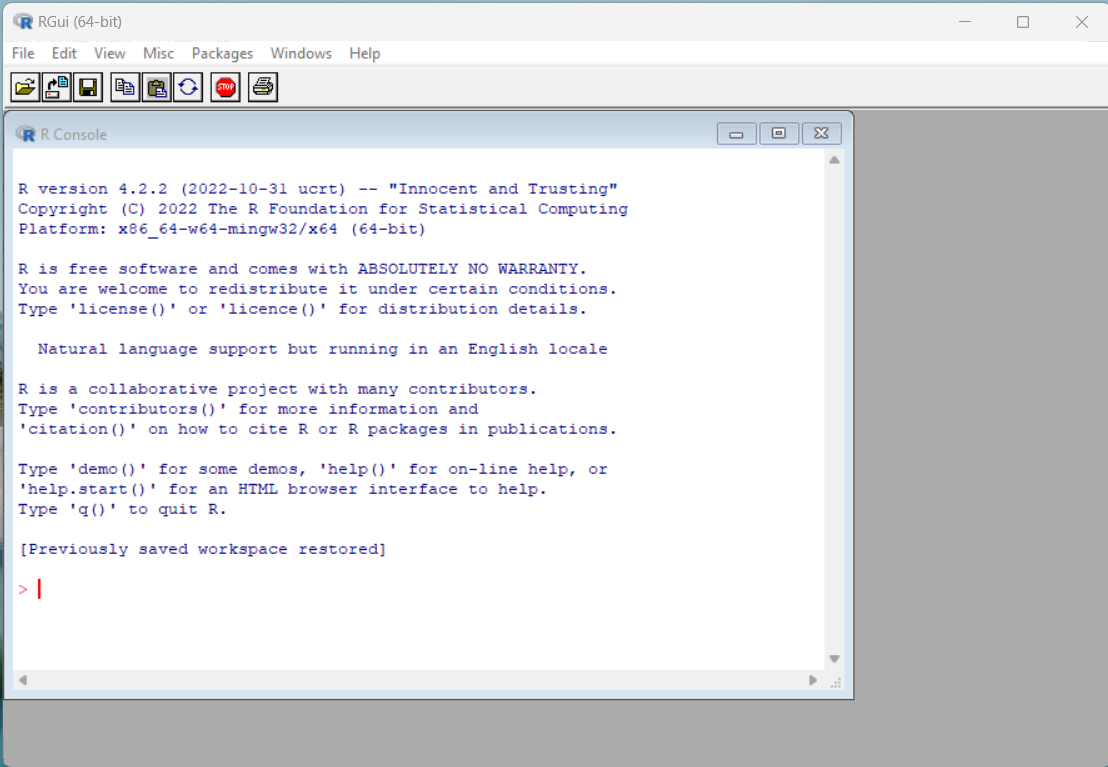 RGui (64-bit)
File Edit View Misc Packages Windows Help
STOP
R Console
R version 4.2.2 (2022-10-31 ucrt) -- "Innocent and Trusting"
Copyright (C) 2022 The R Foundation for Statistical Computing
Platform: x86_64-w64-mingw32/x64 (64-bit)
R is free software and comes with ABSOLUTELY NO WARRANTY.
You are welcome to redistribute it under certain conditions.
Type 'license()' or 'licence()' for distribution details.
Natural language support but running in an English locale
R is a collaborative project with many contributors.
Type 'contributors()' for more information and
'citation()' on how to cite R or R packages in publications.
Type 'demo()' for some demos, 'help()' for on-line help, or
'help.start()' for an HTML browser interface to help.
Type 'q()' to quit R.
[Previously saved workspace restored]
>